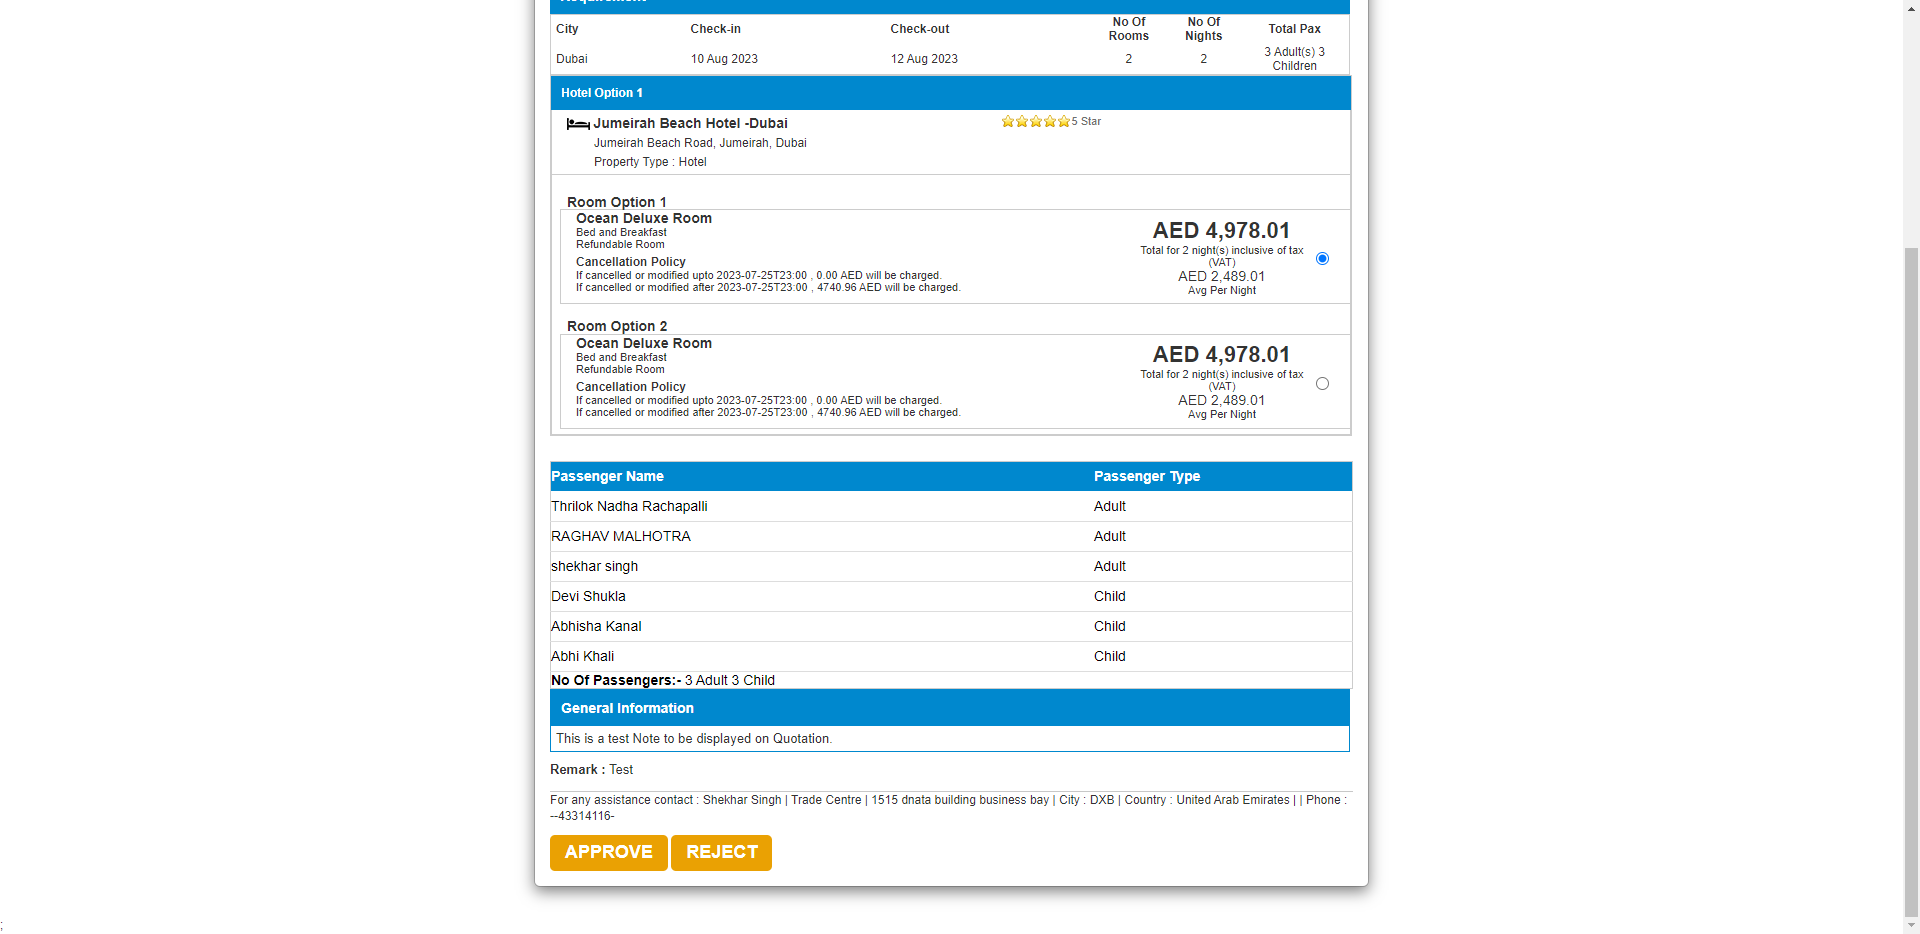 City Check-in Check-out No Of Rooms No Of Nights Total Pax
Dubai 10 Aug 2023 12 Aug 2023 2 2 3 Adult(s) 3 Children
Hotel Option 1
Jumeirah Beach Hotel -Dubai 5 Star
Jumeirah Beach Road, Jumeirah, Dubai
Property Type : Hotel
Room Option 1
Ocean Deluxe Room
Bed and Breakfast
Refundable Room
Cancellation Policy
If cancelled or modified upto 2023-07-25T23:00 , 0.00 AED will be charged.
If cancelled or modified after 2023-07-25T23:00 , 4740.96 AED will be charged.
AED 4,978.01
Total for 2 night(s) inclusive of tax
(VAT)
AED 2,489.01
Avg Per Night
Room Option 2
Ocean Deluxe Room
Bed and Breakfast
Refundable Room
Cancellation Policy
If cancelled or modified upto 2023-07-25T23:00 , 0.00 AED will be charged.
If cancelled or modified after 2023-07-25T23:00 , 4740.96 AED will be charged.
AED 4,978.01
Total for 2 night(s) inclusive of tax
(VAT)
AED 2,489.01
Avg Per Night
Passenger Name Passenger Type
Thrilok Nadha Rachapalli Adult
RAGHAV MALHOTRA Adult
shekhar singh Adult
Devi Shukla Child
Abhisha Kanal Child
Abhi Khali Child
No Of Passengers:- 3 Adult 3 Child
General Information
This is a test Note to be displayed on Quotation.
Remark : Test
For any assistance contact : Shekhar Singh | Trade Centre | 1515 dnata building business bay | City : DXB | Country : United Arab Emirates | | Phone :
--43314116-
APPROVE REJECT
;